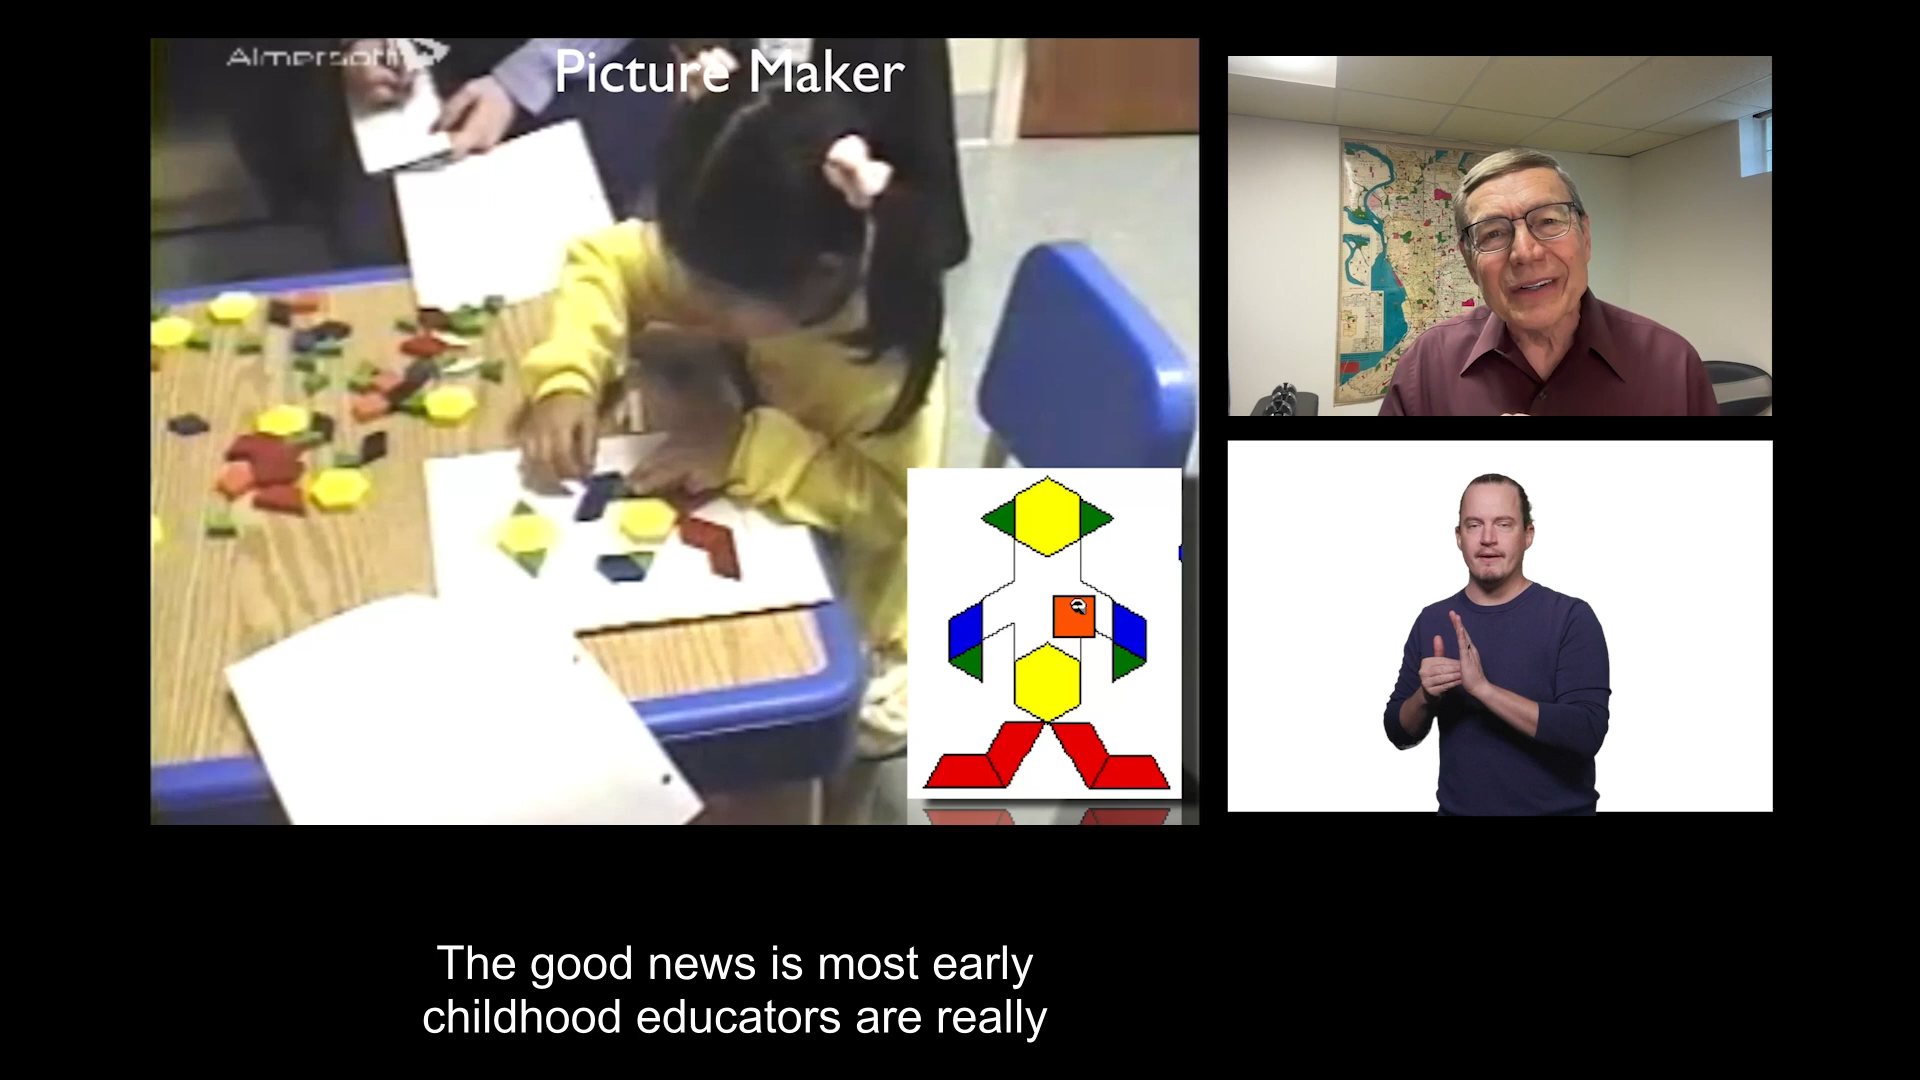 Picture Maker
The good news is most early
childhood educators are really